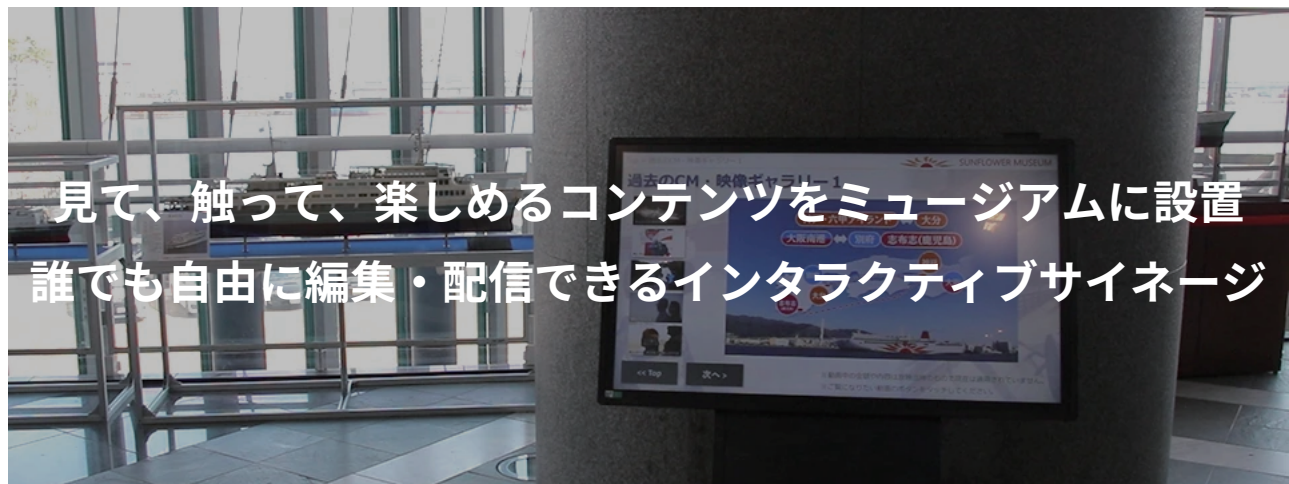 見て、触って、楽しめるコンテンツをミュージアムに設置
誰でも自由に編集・配信できるインタラクティブサイネージ
SUNFLOWER MUSEUM
過去のCM・映像ギャラリー1
大分
大阪南港 ⇔ 別府 志布志(鹿児島)
<< Top 次へ >